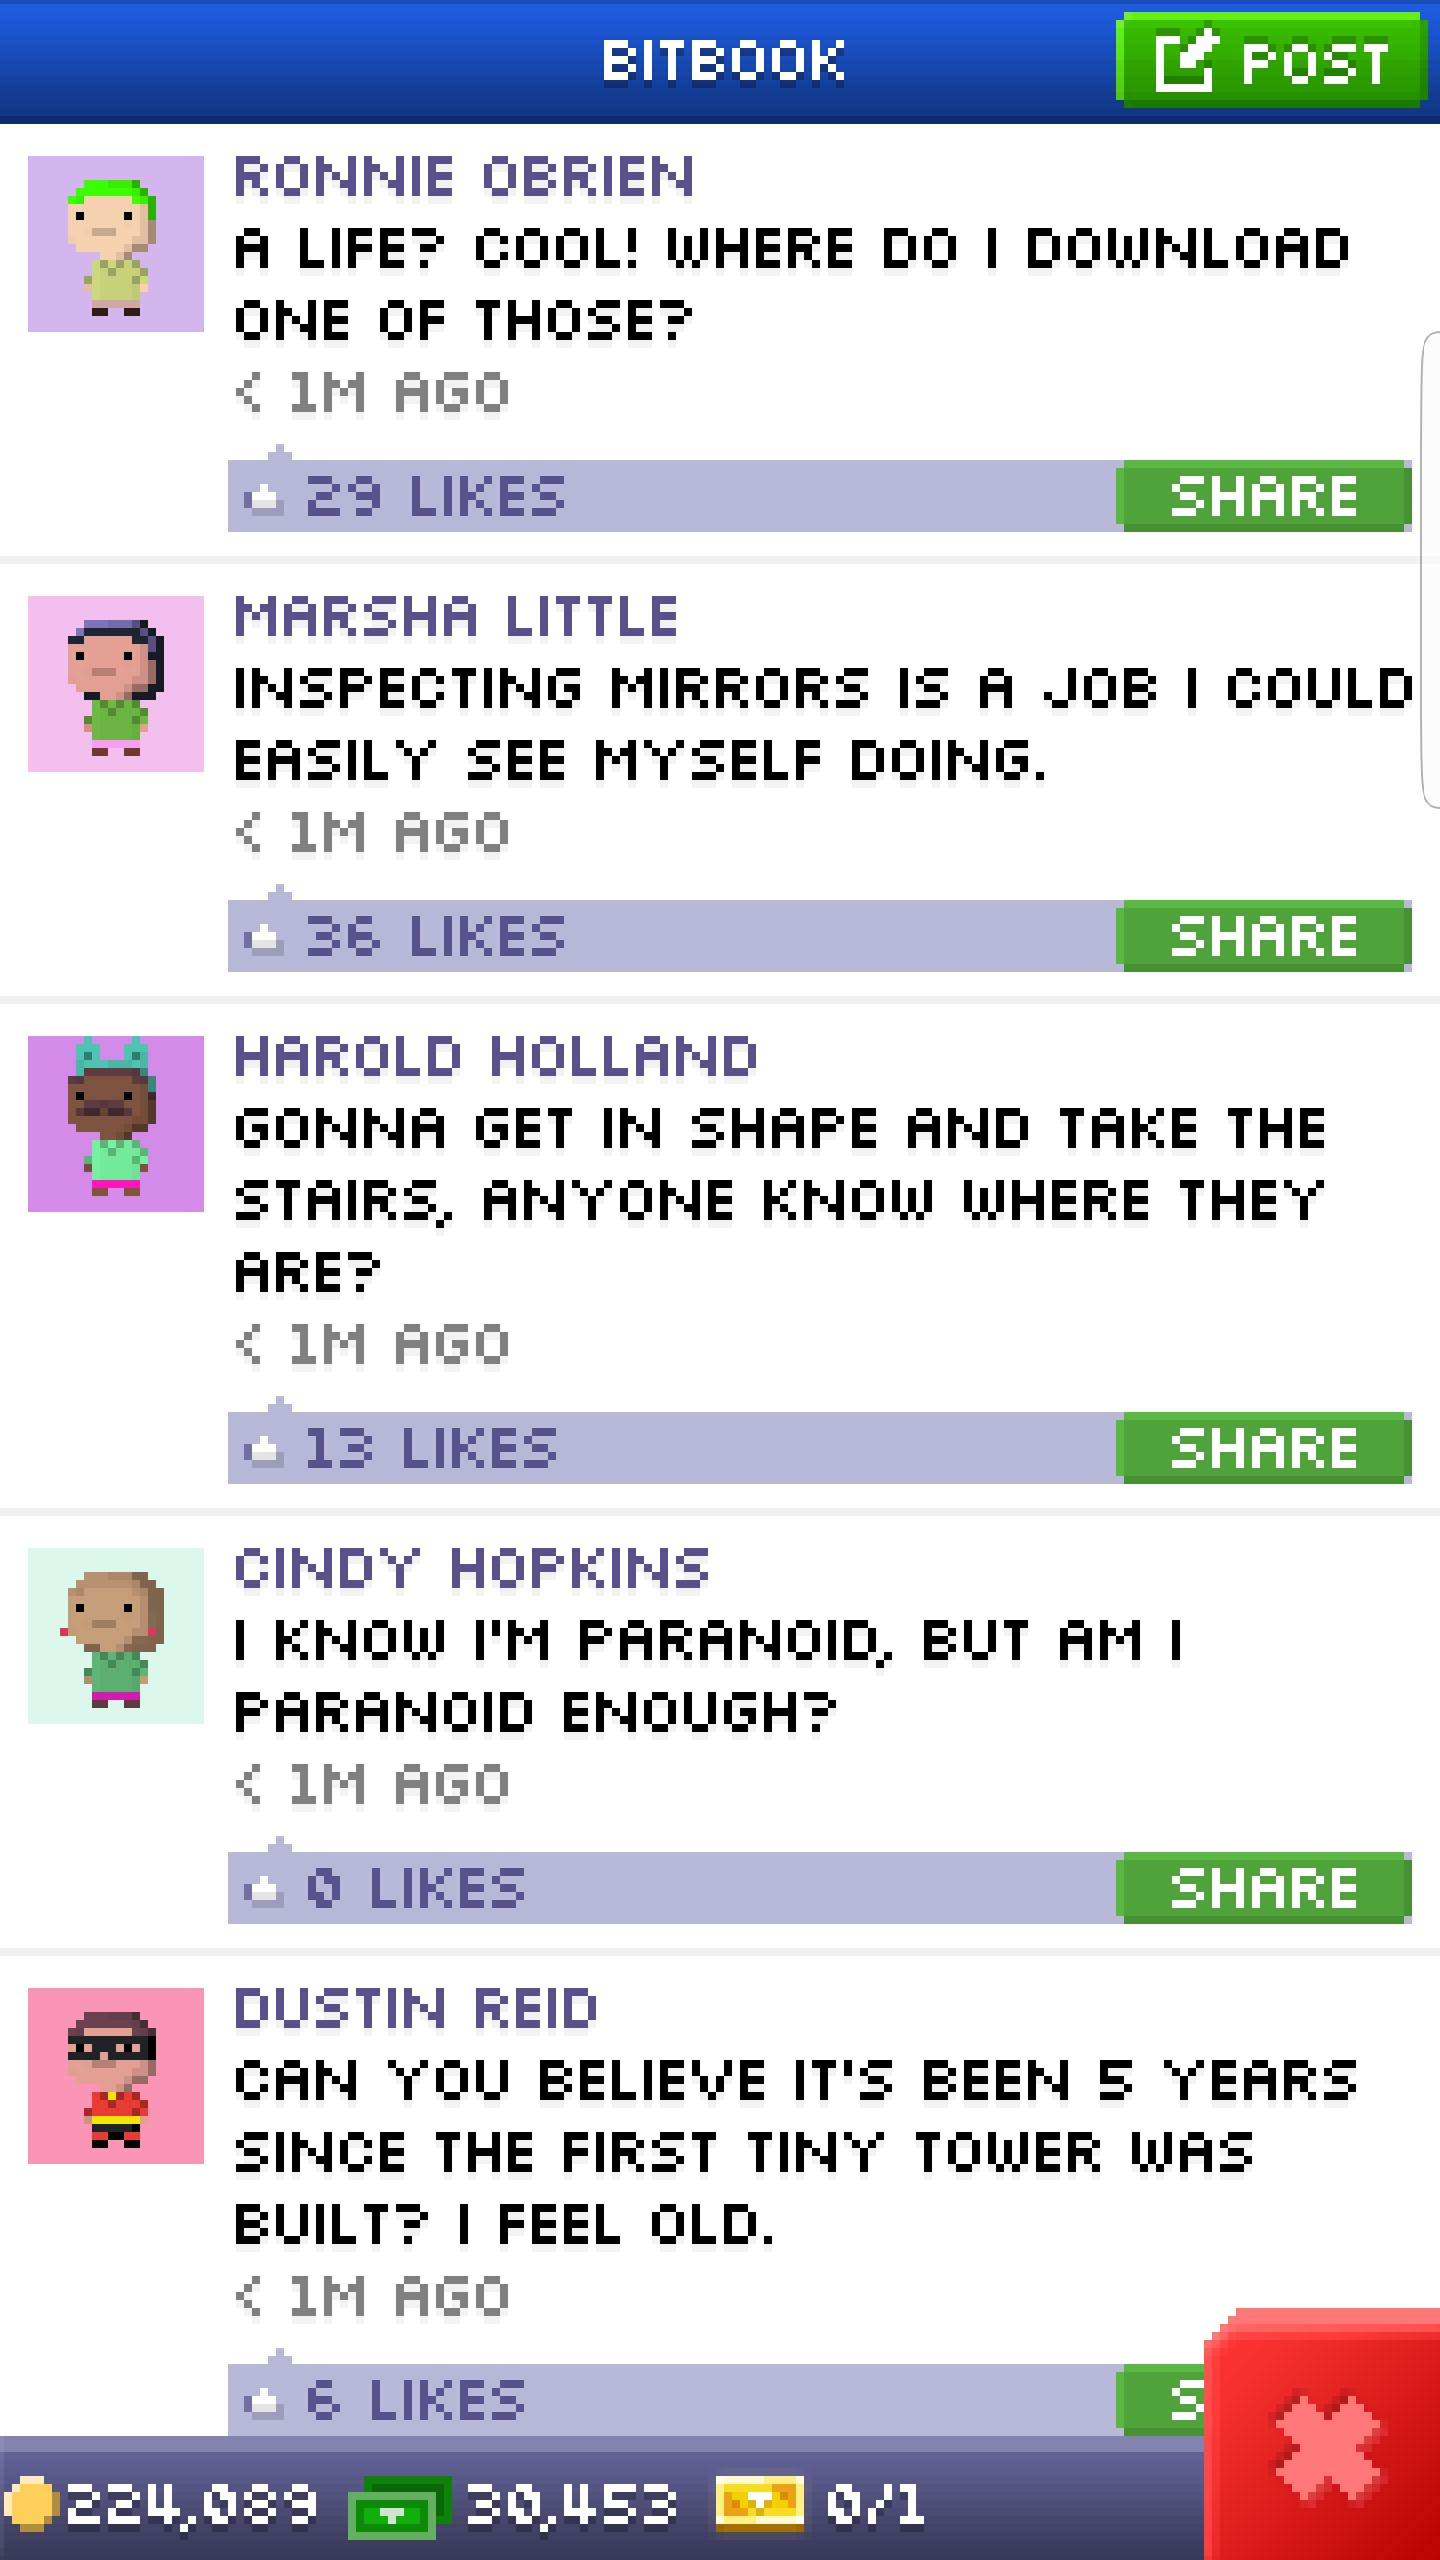 BITBOOK
POST
RONNIE OBRIEN
A LIFE? COOL! WHERE DO I DOWNLOAD
ONE OF THOSE?
< 1M AGO
29 LIKES
SHARE
MARSHA LITTLE
INSPECTING MIRRORS IS A JOB I COULD
EASILY SEE MYSELF DOING.
< 1M AGO
36 LIKES
SHARE
HAROLD HOLLAND
GONNA GET IN SHAPE AND TAKE THE
STAIRS, ANYONE KNOW WHERE THEY
ARE?
< 1M AGO
13 LIKES
SHARE
CINDY HOPKINS
I KNOW I'M PARANOID, BUT AM I
PARANOID ENOUGH?
< 1M AGO
0 LIKES
SHARE
DUSTIN REID
CAN YOU BELIEVE IT'S BEEN 5 YEARS
SINCE THE FIRST TINY TOWER WAS
BUILT? I FEEL OLD.
< 1M AGO
6 LIKES
S
224,089
30,453
0/1